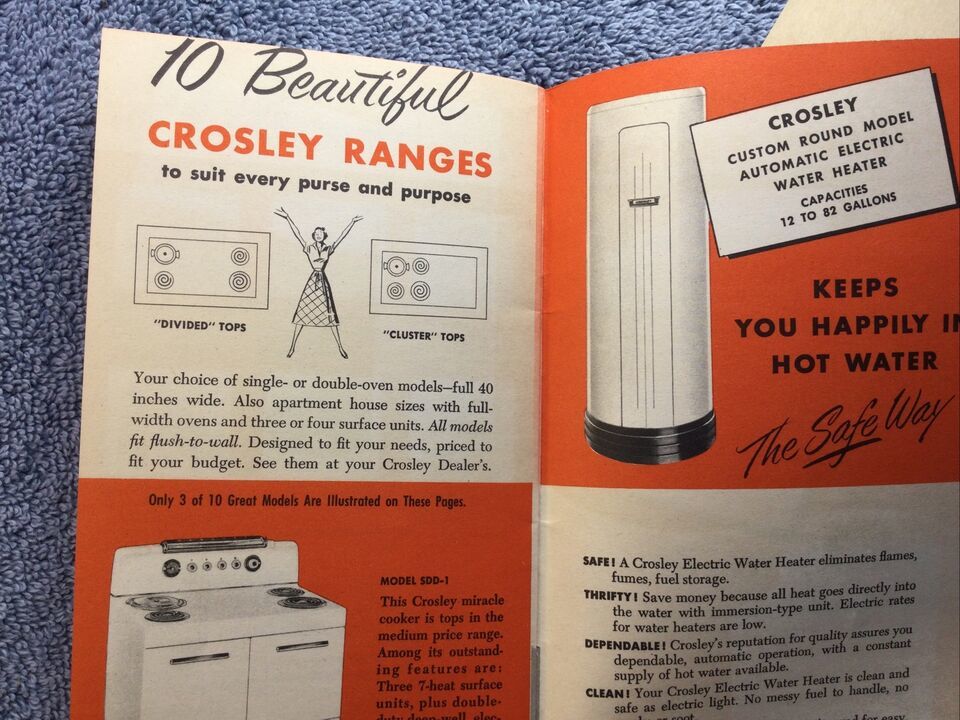 10 Beautiful
CROSLEY RANGES
to suit every purse and purpose
"DIVIDED" TOPS
"CLUSTER" TOPS
Your choice of single- or double-oven models—full 40
inches wide. Also apartment house sizes with full-
width ovens and three or four surface units. All models
fit flush-to-wall. Designed to fit your needs, priced to
fit your budget. See them at your Crosley Dealer's.
Only 3 of 10 Great Models Are Illustrated on These Pages.
MODEL SDD-1
This Crosley miracle
cooker is tops in the
medium price range.
Among its outstand-
ing features are:
Three 7-heat surface
units, plus double-
duty deep-well elec-
CROSLEY
CUSTOM ROUND MODEL
AUTOMATIC ELECTRIC
WATER HEATER
CAPACITIES
12 TO 82 GALLONS
KEEPS
YOU HAPPILY IN
HOT WATER
The Safe Way
SAFE! A Crosley Electric Water Heater eliminates flames,
fumes, fuel storage.
THRIFTY! Save money because all heat goes directly into
the water with immersion-type unit. Electric rates
for water heaters are low.
DEPENDABLE! Crosley's reputation for quality assures you
dependable, automatic operation, with a constant
supply of hot water available.
CLEAN! Your Crosley Electric Water Heater is clean and
safe as electric light. No messy fuel to handle, no
soot.
for easy